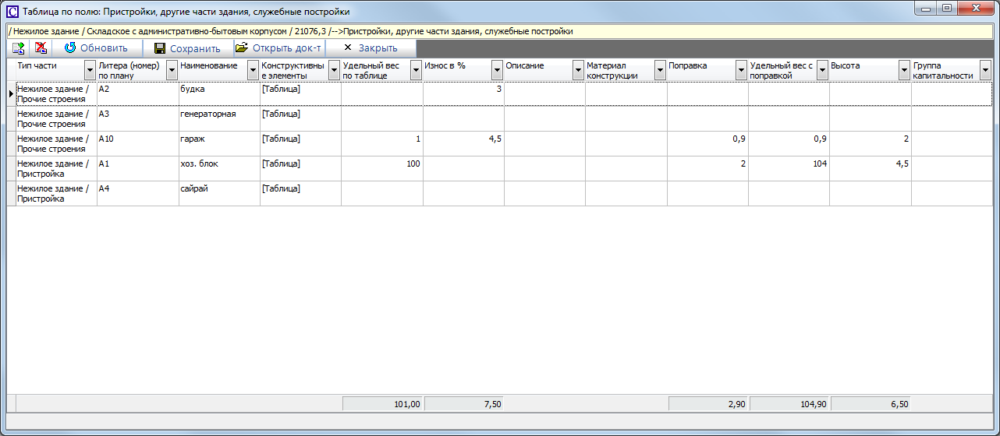 C Таблица по полю: Пристройки, другие части здания, служебные постройки
/ Нежилое здание / Складское с административно-бытовым корпусом / 21076,3 /-->Пристройки, другие части здания, служебные постройки
Обновить Сохранить Открыть док-т Закрыть
Тип части Литера (номер) по плану Наименование Конструктивны е элементы Удельный вес по таблице Износ в % Описание Материал конструкции Поправка Удельный вес с поправкой Высота Группа капитальности
Нежилое здание / Прочие строения А2 будка [Таблица] 3
Нежилое здание / Прочие строения А3 генераторная [Таблица]
Нежилое здание / Прочие строения А10 гараж [Таблица] 1 4,5 0,9 0,9 2
Нежилое здание / Пристройка А1 хоз. блок [Таблица] 100 2 104 4,5
Нежилое здание / Пристройка А4 сайрай [Таблица]
101,00 7,50 2,90 104,90 6,50